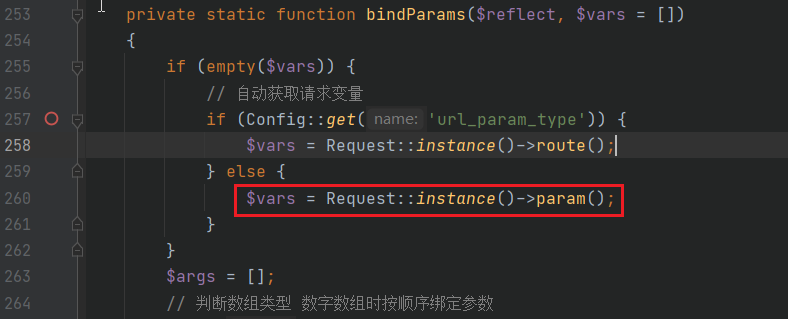 253 private static function bindParams($reflect, $vars = [])
254 {
255 if (empty($vars)) {
256 // 自动获取请求变量
257 if (Config::get( name: 'url_param_type')) {
258 $vars = Request::instance()->route();
259 } else {
260 $vars = Request::instance()->param();
261 }
262 }
263 $args = [];
264 // 判断数组类型 数字数组时按顺序绑定参数